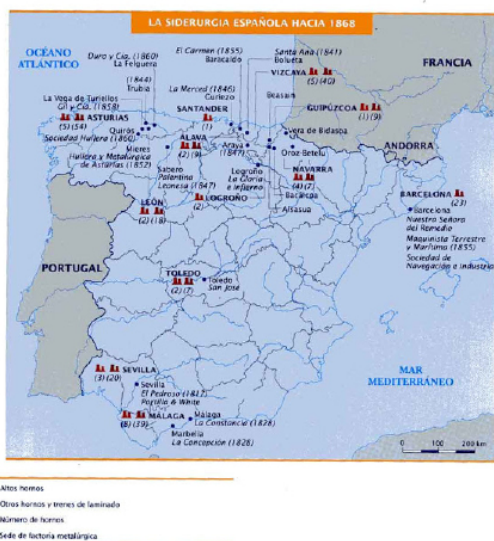 LA SIDERURGIA ESPAÑOLA HACIA 1868
OCÉANO
ATLÁNTICO
Duro y Cía. (1860)
La Felguera
(1844)
Trubia
La Vega de Turiellos
Gil y Cía. (1858)
ASTURIAS
(5) (54)
Quirós
Sociedad Hullera (1860)
Mieres
Hullera y Metalúrgica
de Asturias (1852)
El Carmen (1855)
Baracaldo
La Merced (1846)
Guriezo
SANTANDER
(1)
Santa Ana (1841)
Bolueta
VIZCAYA
(5) (40)
Beasain
GUIPÚZCOA
(1) (9)
FRANCIA
Vera de Bidasoa
ANDORRA
ÁLAVA
(2) (9)
Araya
(1847)
Oroz-Betelu
Sabero
Palentina
Leonesa (1847)
Logroño
La Gloria
e Infierno
NAVARRA
(4) (7)
Bacaicoa
Alsasua
LOGROÑO
(2)
LEÓN
(2) (18)
BARCELONA
(23)
Barcelona
Nuestra Señora
del Remedio
Maquinista Terrestre
y Marítima (1855)
Sociedad de
Navegación e industria
PORTUGAL
TOLEDO
(2) (7)
Toledo
San José
MAR
MEDITERRÁNEO
SEVILLA
(3) (20)
Sevilla
El Pedroso (1817)
Portilla & White
MÁLAGA
(8) (39)
Málaga
La Constancia (1828)
Marbella
La Concepción (1828)
0 100 200 km
Altos hornos
Otros hornos y trenes de laminado
Número de hornos
Sede de factoría metalúrgica